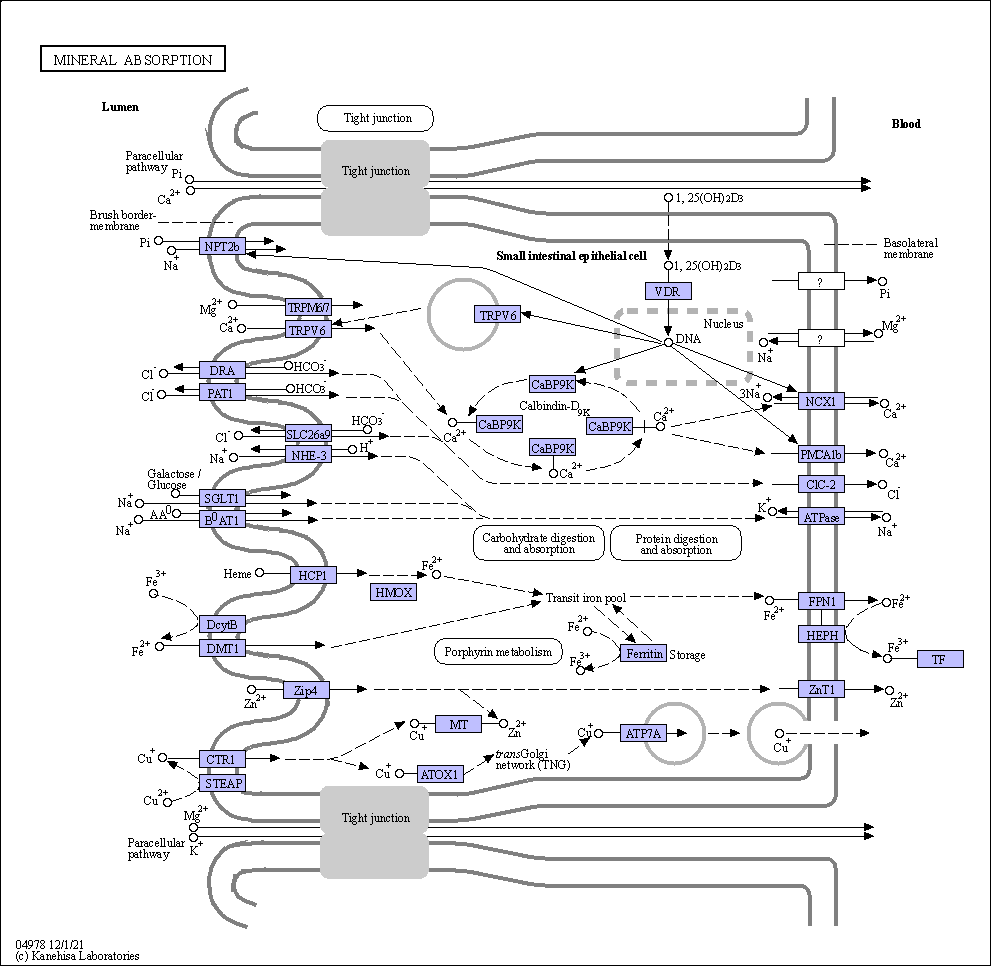 MINERAL ABSORPTION
Lumen
Tight junction
Blood
Paracellular
pathway
Pi
Ca2+
Tight junction
1, 25(OH)2D3
Brush border-
membrane
Pi
Na+
NPT2b
Small intestinal epithelial cell
1, 25(OH)2D3
Basolateral
membrane
VDR
?
Pi
Mg2+
TRPM6/7
Ca2+
TRPV6
TRPV6
Nucleus
DNA
?
Mg2+
Na+
Cl-
DRA
HCO3-
Cl-
PAT1
HCO3-
CaBP9K
Calbindin-D9K
CaBP9K
CaBP9K
CaBP9K
Ca2+
Ca2+
Ca2+
3Na+
NCX1
Ca2+
HCO3-
Cl-
SLC26a9
Na+
NHE-3
H+
PMCA1b
Ca2+
Galactose /
Glucose
Na+
SGLT1
AA0
Na+
B0AT1
ClC-2
Cl-
K+
ATPase
Na+
Carbohydrate digestion
and absorption
Protein digestion
and absorption
Heme
HCP1
HMOX
Fe2+
Fe3+
DcytB
Fe2+
DMT1
Transit iron pool
Fe2+
Fe3+
Ferritin
Storage
Porphyrin metabolism
Fe2+
FPN1
HEPH
Fe2+
Fe3+
TF
Zn2+
Zip4
ZnT1
Zn2+
Cu+
MT
Zn2+
Cu+
ATP7A
Cu+
Cu+
CTR1
STEAP
Cu2+
Cu+
ATOX1
transGolgi
network (TNG)
Mg2+
Paracellular
pathway
K+
Tight junction
04978 12/1/21
(c) Kanehisa Laboratories